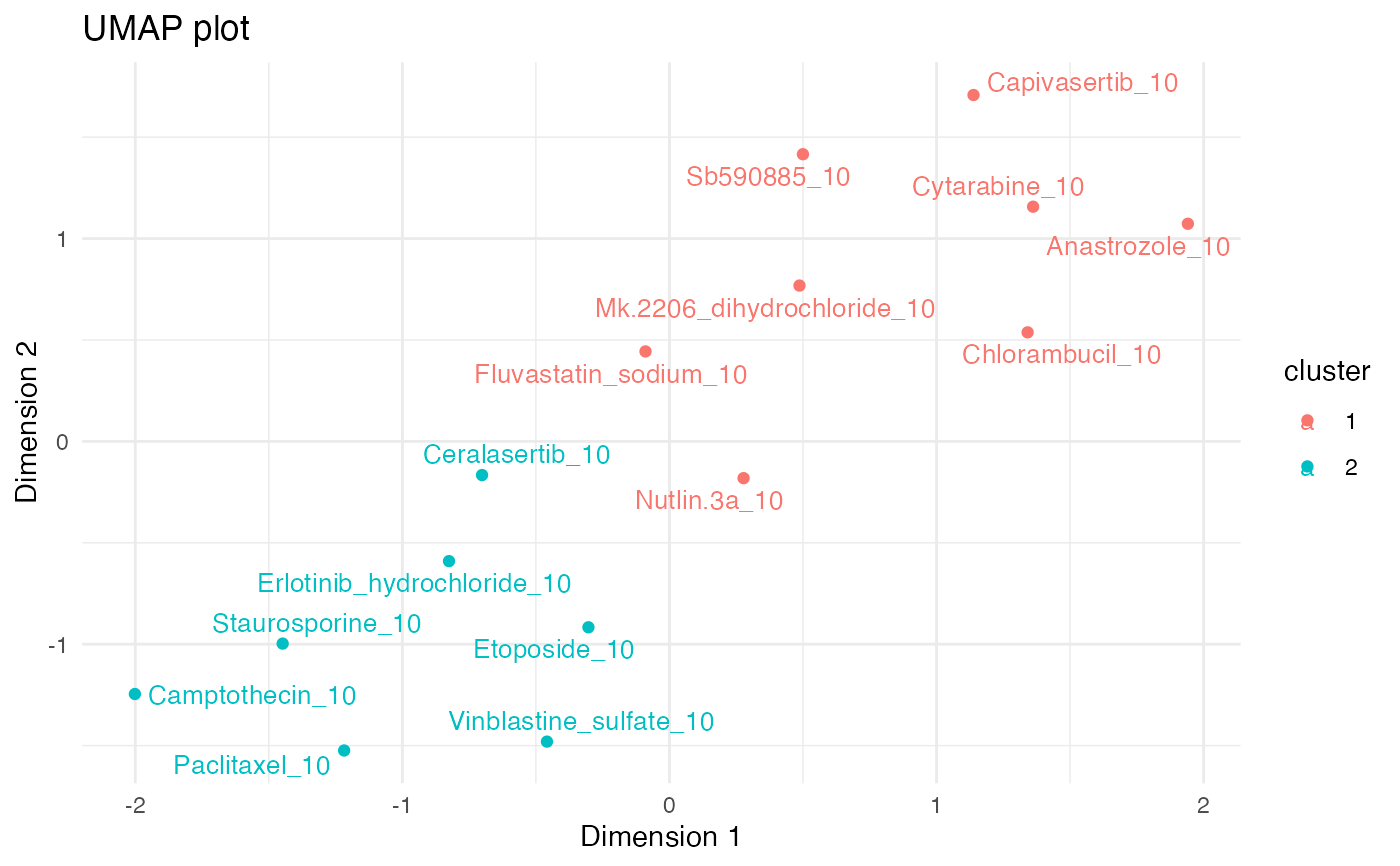 UMAP plot
Capivasertib_10
Sb590885_10
Cytarabine_10
Anastrozole_10
Mk.2206_dihydrochloride_10
Chlorambucil_10
Fluvastatin_sodium_10
Ceralasertib_10
Nutlin.3a_10
Erlotinib_hydrochloride_10
Staurosporine_10
Etoposide_10
Camptothecin_10
Vinblastine_sulfate_10
Paclitaxel_10
1
0
-1
Dimension 2
-2
-1
0
1
2
Dimension 1
cluster
1
2